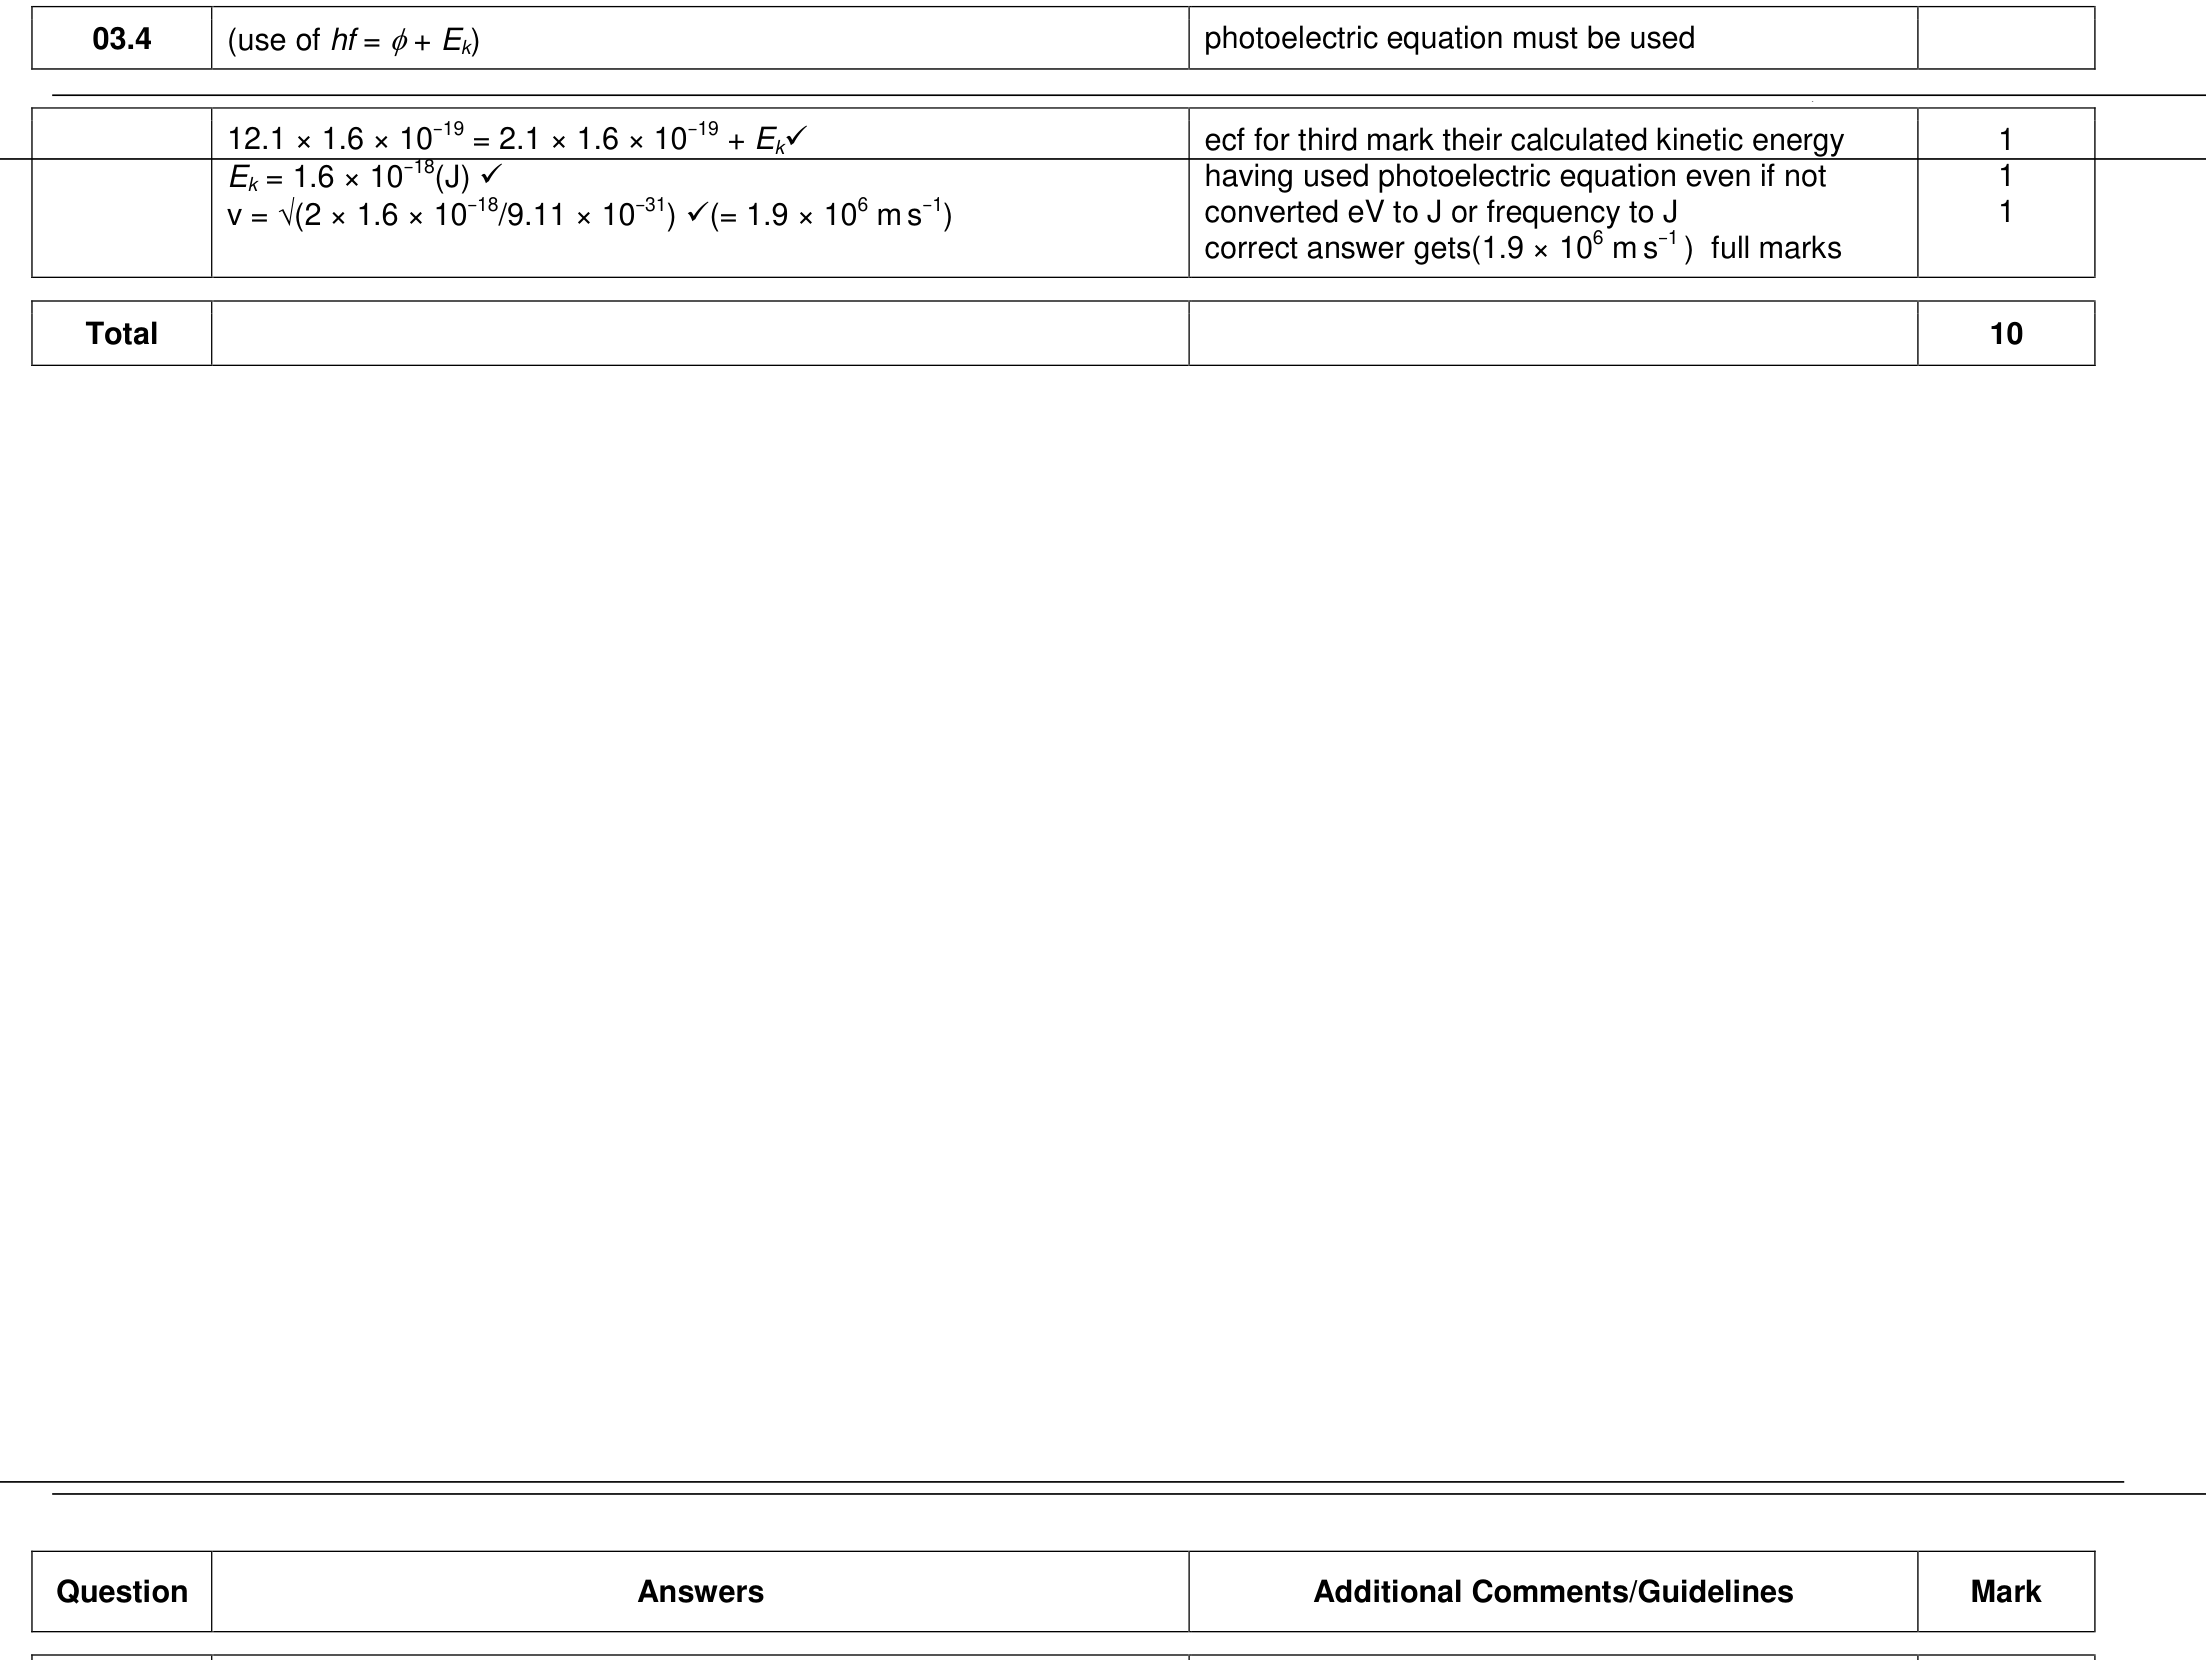 03.4 (use of hf = ϕ + Eₖ) photoelectric equation must be used
12.1 × 1.6 × 10⁻¹⁹ = 2.1 × 1.6 × 10⁻¹⁹ + Eₖ✓ ecf for third mark their calculated kinetic energy 1
Eₖ = 1.6 × 10⁻¹⁸(J) ✓ having used photoelectric equation even if not 1
v = √(2 × 1.6 × 10⁻¹⁸/9.11 × 10⁻³¹) ✓(= 1.9 × 10⁶ m s⁻¹) converted eV to J or frequency to J 1
correct answer gets(1.9 × 10⁶ m s⁻¹ ) full marks
Total 10
Question Answers Additional Comments/Guidelines Mark